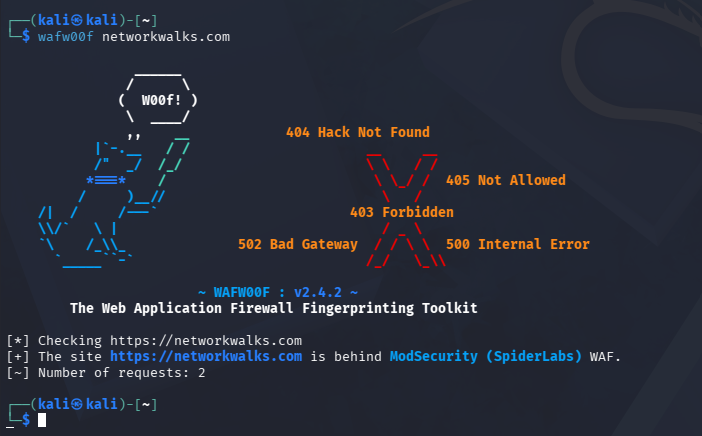 ┌──(kali㉿kali)-[~]
└─$ wafw00f networkwalks.com
W00f!
404 Hack Not Found
405 Not Allowed
403 Forbidden
502 Bad Gateway 500 Internal Error
~ WAFW00F : v2.4.2 ~
The Web Application Firewall Fingerprinting Toolkit
[*] Checking https://networkwalks.com
[+] The site https://networkwalks.com is behind ModSecurity (SpiderLabs) WAF.
[~] Number of requests: 2
┌──(kali㉿kali)-[~]
└─$